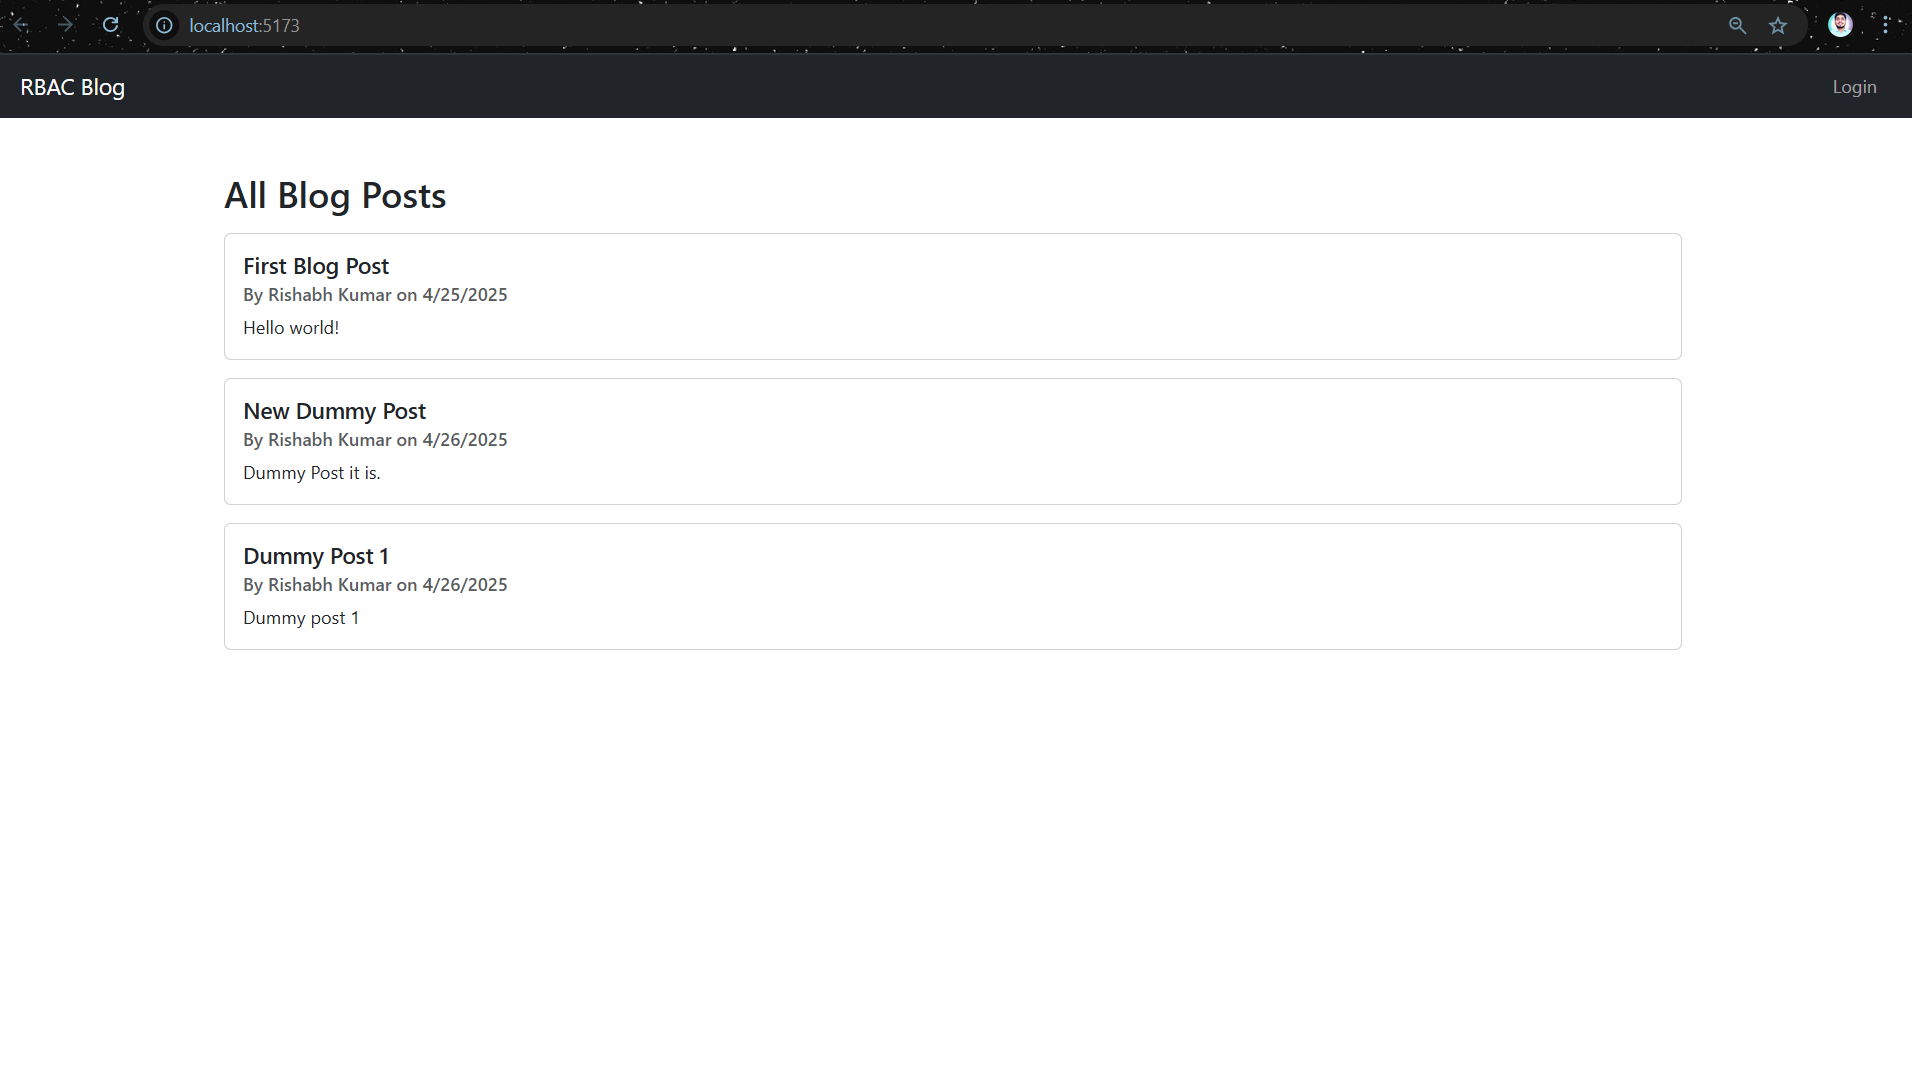 localhost:5173
RBAC Blog
Login
All Blog Posts
First Blog Post
By Rishabh Kumar on 4/25/2025
Hello world!
New Dummy Post
By Rishabh Kumar on 4/26/2025
Dummy Post it is.
Dummy Post 1
By Rishabh Kumar on 4/26/2025
Dummy post 1